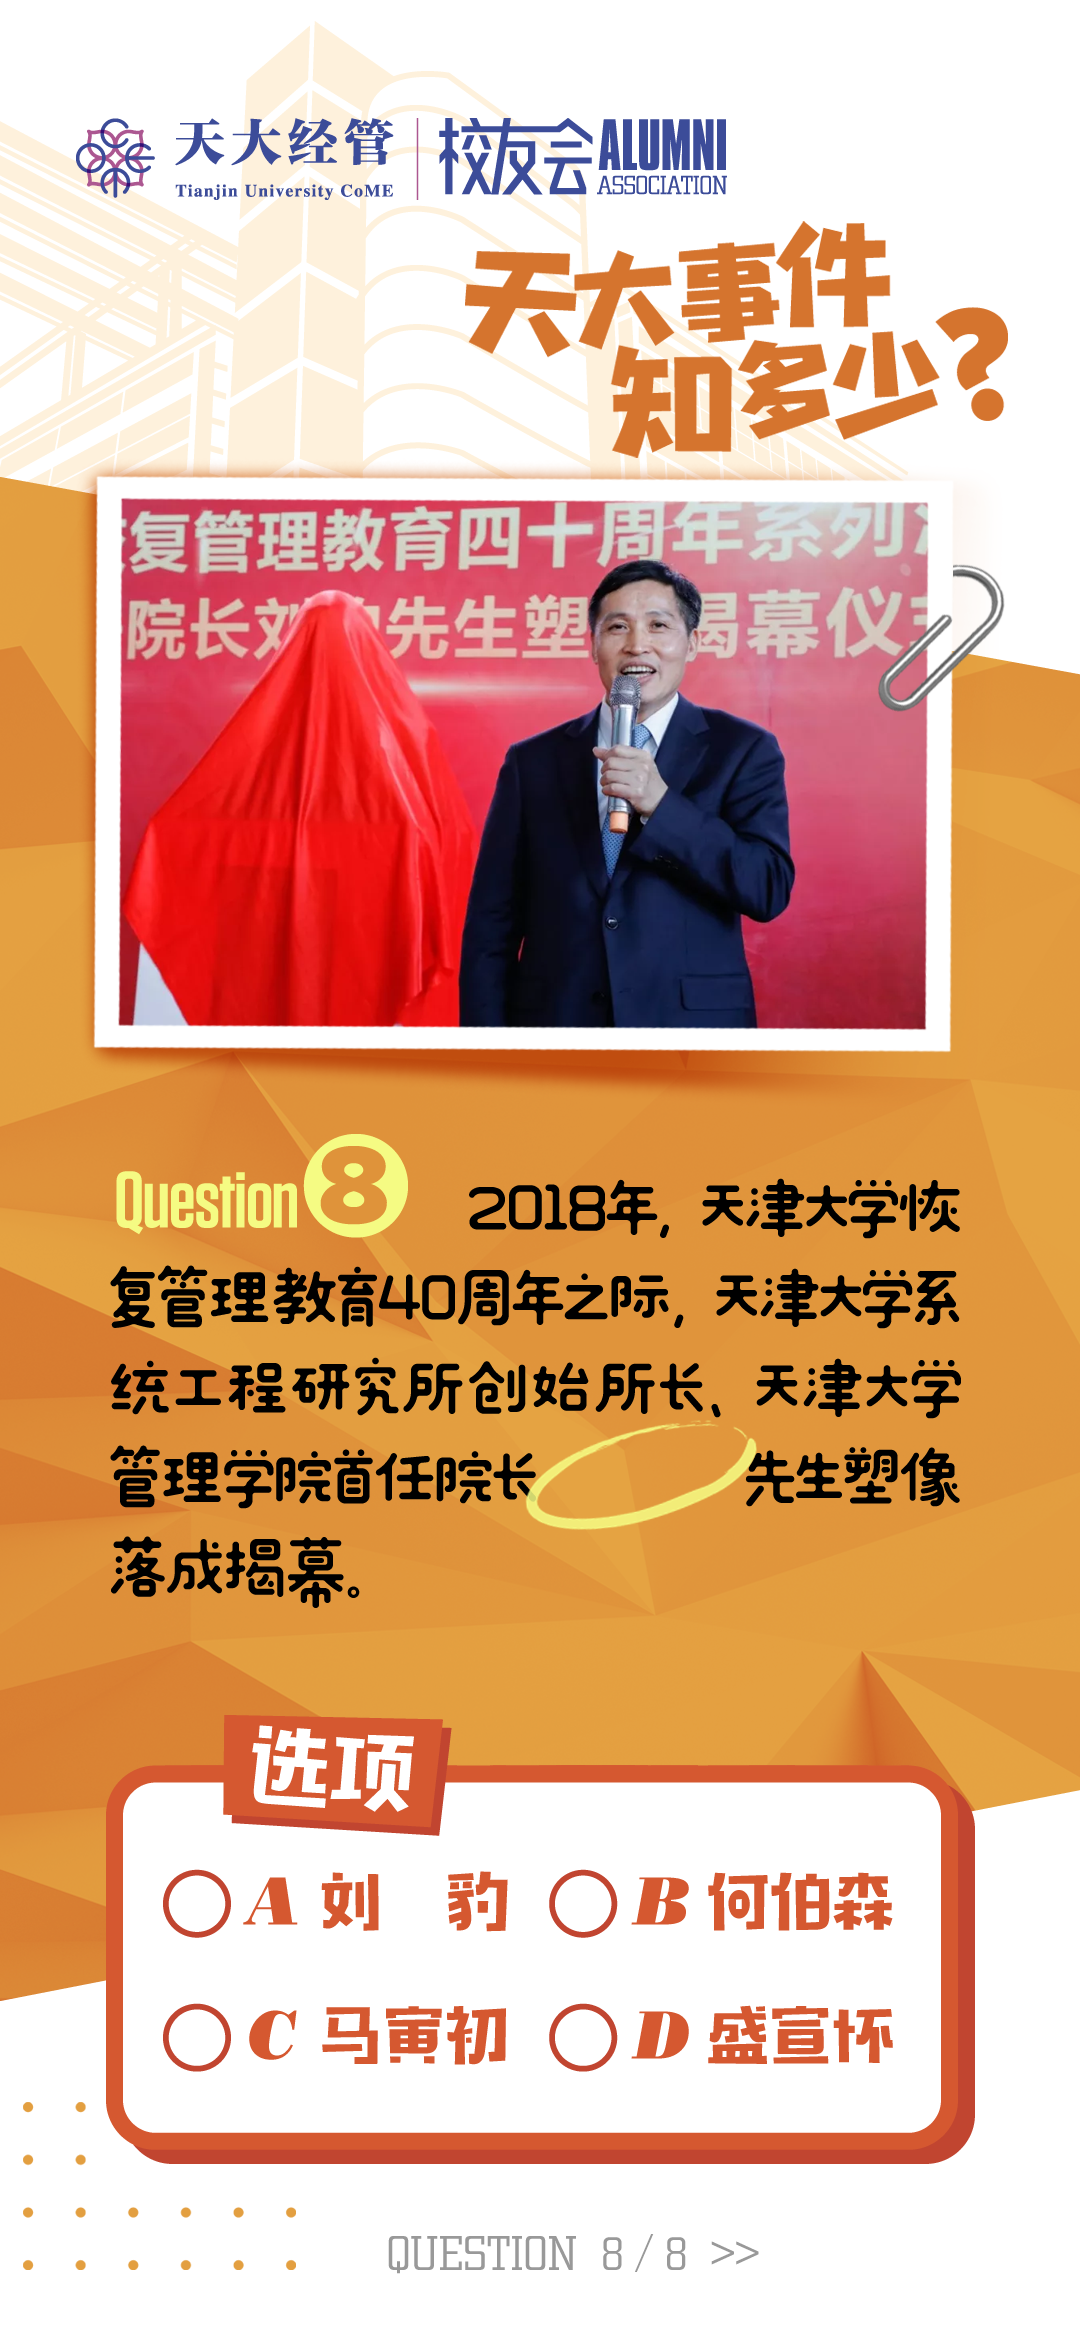 天大经管
Tianjin University CoME
校友会 ALUMNI ASSOCIATION
天大事件
知多少?
复管理教育四十周年系列
院长刘 先生塑 揭幕仪
Question 8 2018年,天津大学恢
复管理教育40周年之际,天津大学系
统工程研究所创始所长、天津大学
管理学院首任院长 先生塑像
落成揭幕。
选项
A 刘 豹 B 何伯森
C 马寅初 D 盛宣怀
QUESTION 8 / 8 >>